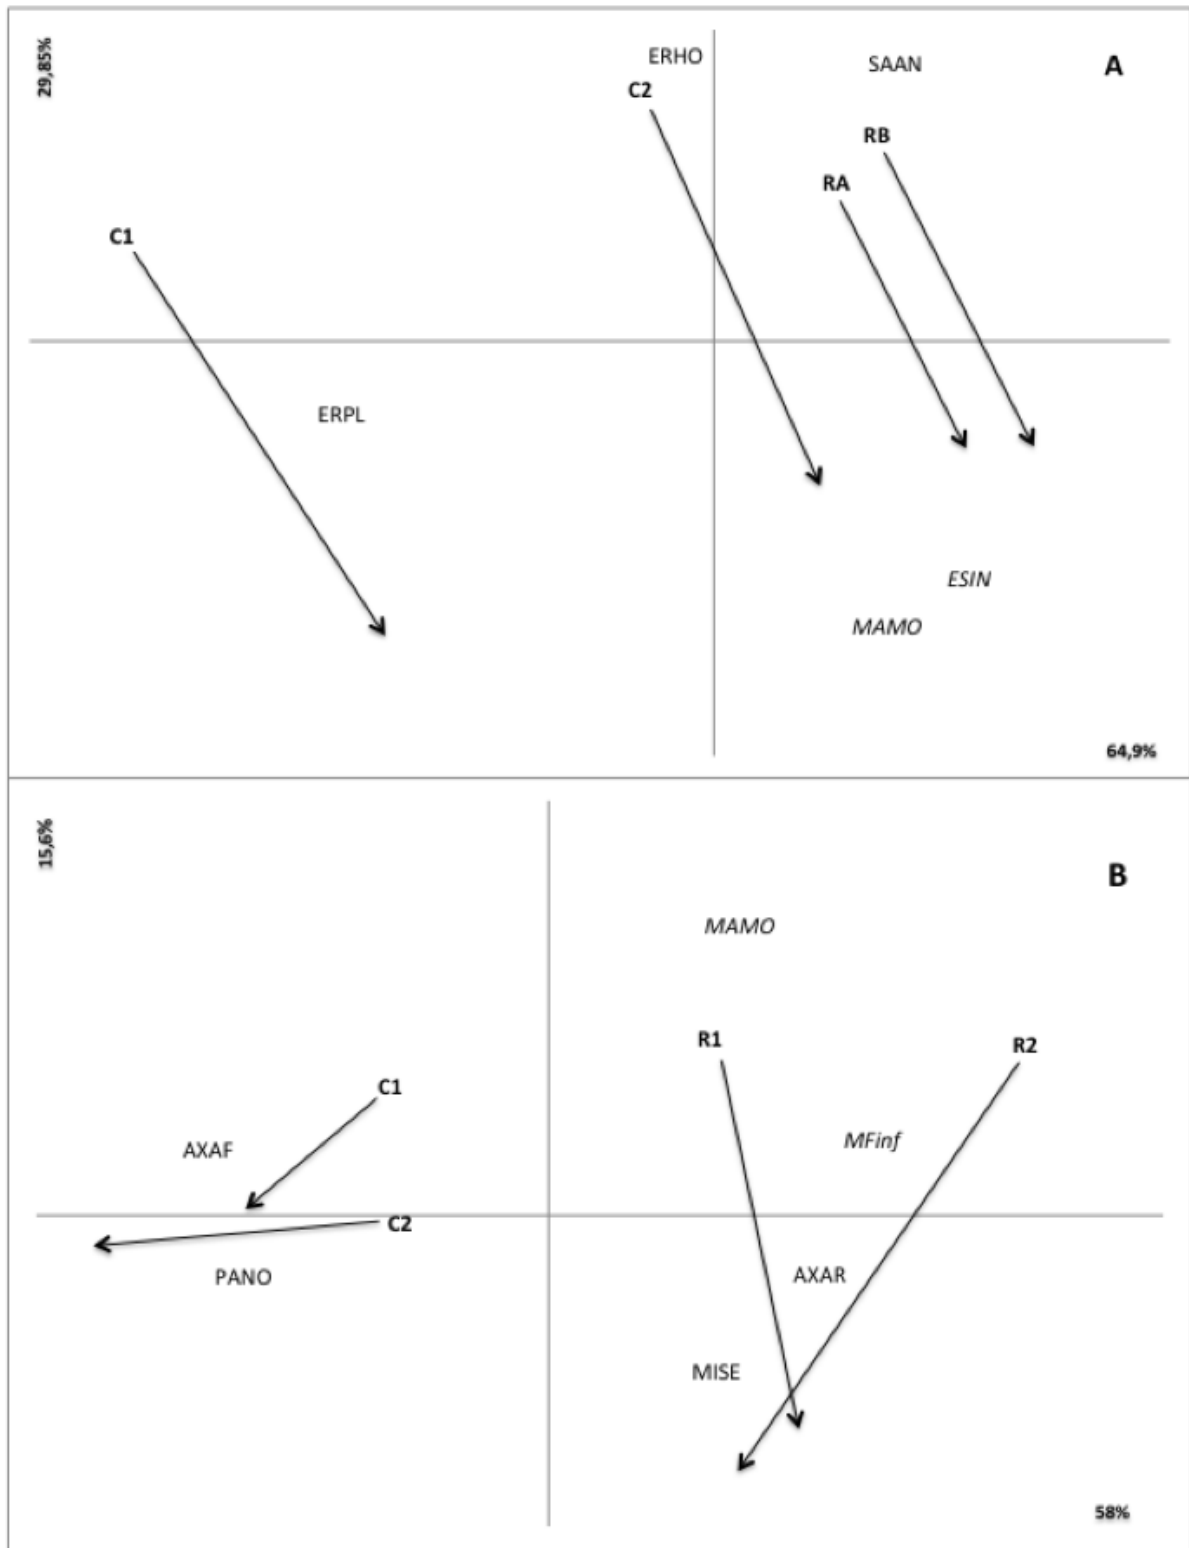 29,85%
ERHO
SAAN
A
C2
RB
RA
C1
ERPL
ESIN
MAMO
64,9%
15,6%
B
MAMO
R1
R2
C1
MFinf
AXAF
C2
PANO
AXAR
MISE
58%